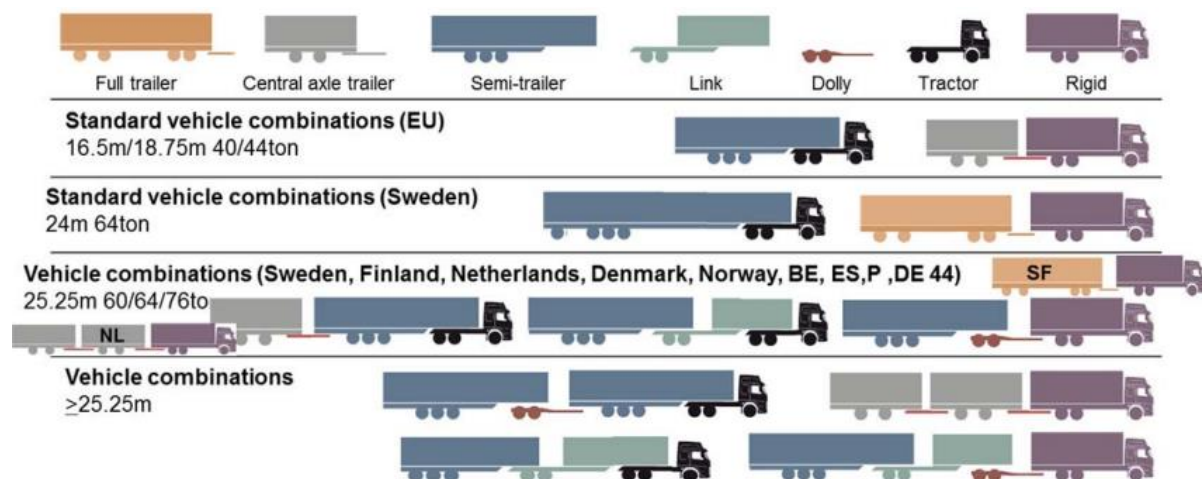 Full trailer
Central axle trailer
Semi-trailer
Link
Dolly
Tractor
Rigid
Standard vehicle combinations (EU)
16.5m/18.75m 40/44ton
Standard vehicle combinations (Sweden)
24m 64ton
Vehicle combinations (Sweden, Finland, Netherlands, Denmark, Norway, BE, ES,P ,DE 44)
SF
25.25m 60/64/76to
NL
Vehicle combinations
≥25.25m